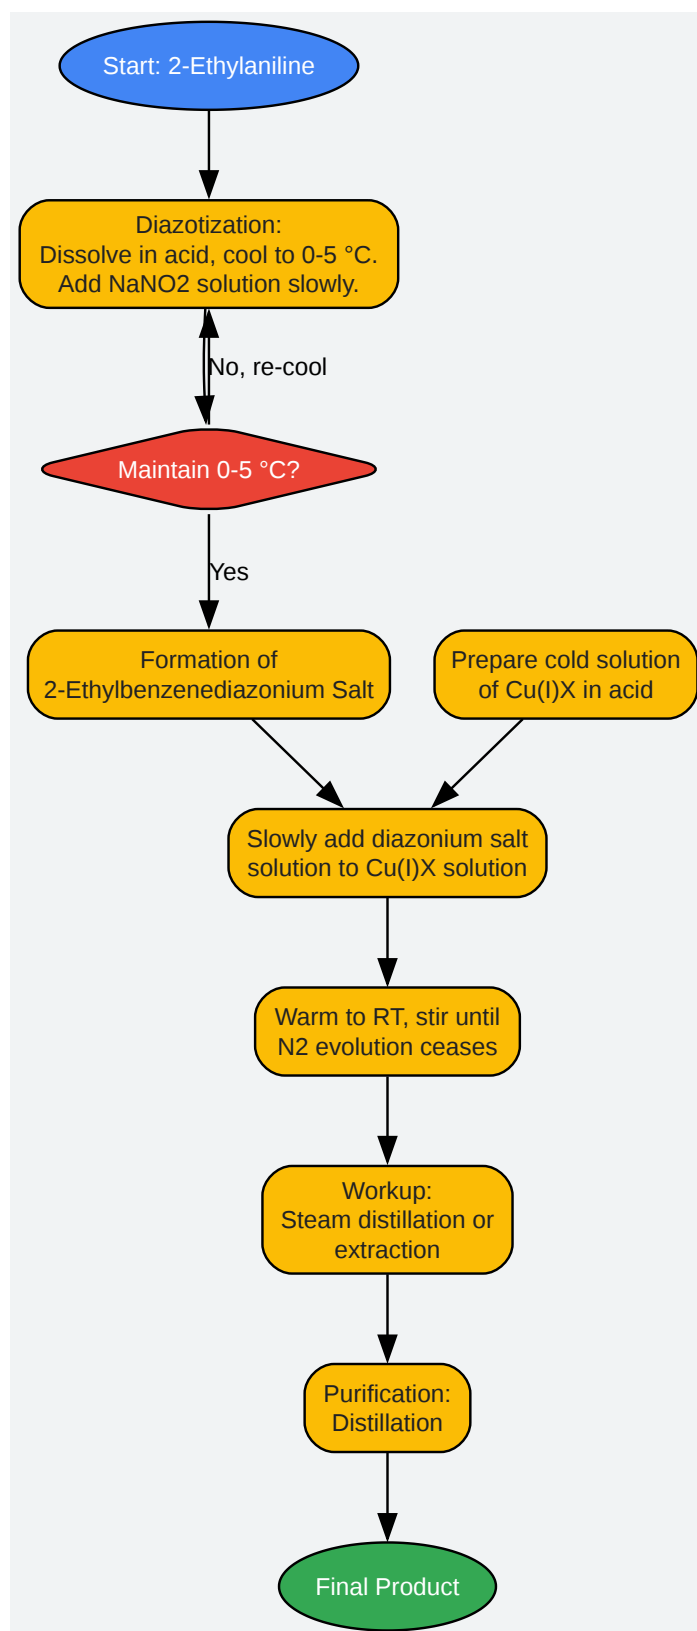 Start: 2-Ethylaniline
Diazotization:
Dissolve in acid, cool to 0-5 °C.
Add NaNO2 solution slowly.
No, re-cool
Maintain 0-5 °C?
Yes
Formation of
2-Ethylbenzenediazonium Salt
Prepare cold solution
of Cu(I)X in acid
Slowly add diazonium salt
solution to Cu(I)X solution
Warm to RT, stir until
N2 evolution ceases
Workup:
Steam distillation or
extraction
Purification:
Distillation
Final Product